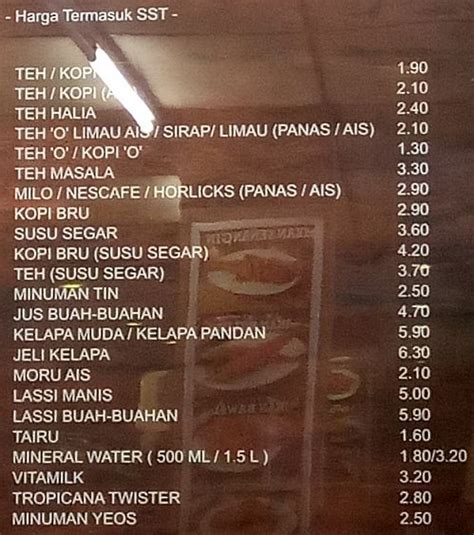 - Harga Termasuk SST -
TEH / KOPI 1.90
TEH / KOPI 2.10
TEH HALIA 2.40
TEH 'O' LIMAU AIS / SIRAP/ LIMAU (PANAS / AIS) 2.10
TEH 'O' / KOPI 'O' 1.30
TEH MASALA 3.30
MILO / NESCAFE / HORLICKS (PANAS / AIS) 2.90
KOPI BRU 2.90
SUSU SEGAR 3.60
KOPI BRU (SUSU SEGAR) 4.20
TEH (SUSU SEGAR) 3.70
MINUMAN TIN 2.50
JUS BUAH-BUAHAN 4.70
KELAPA MUDA / KELAPA PANDAN 5.90
JELI KELAPA 6.30
MORU AIS 2.10
LASSI MANIS 5.00
LASSI BUAH-BUAHAN 5.90
TAIRU 1.60
MINERAL WATER ( 500 ML / 1.5 L ) 1.80/3.20
VITAMILK 3.20
TROPICANA TWISTER 2.80
MINUMAN YEOS 2.50